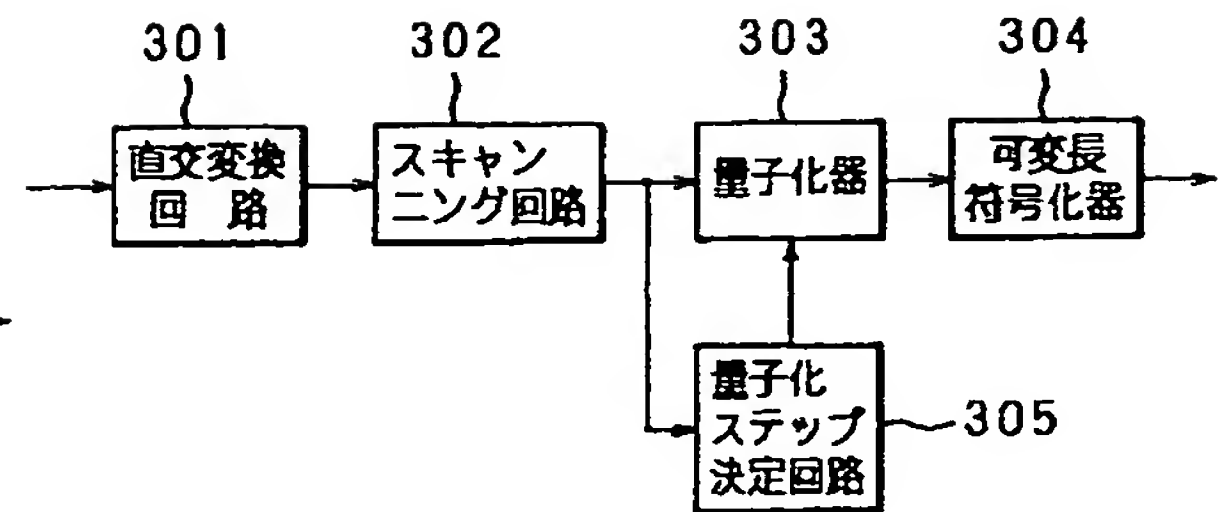 301
302
303
304
直交変換
回 路
スキャン
ニング回路
量子化器
可変長
符号化器
量子化
ステップ
決定回路
305